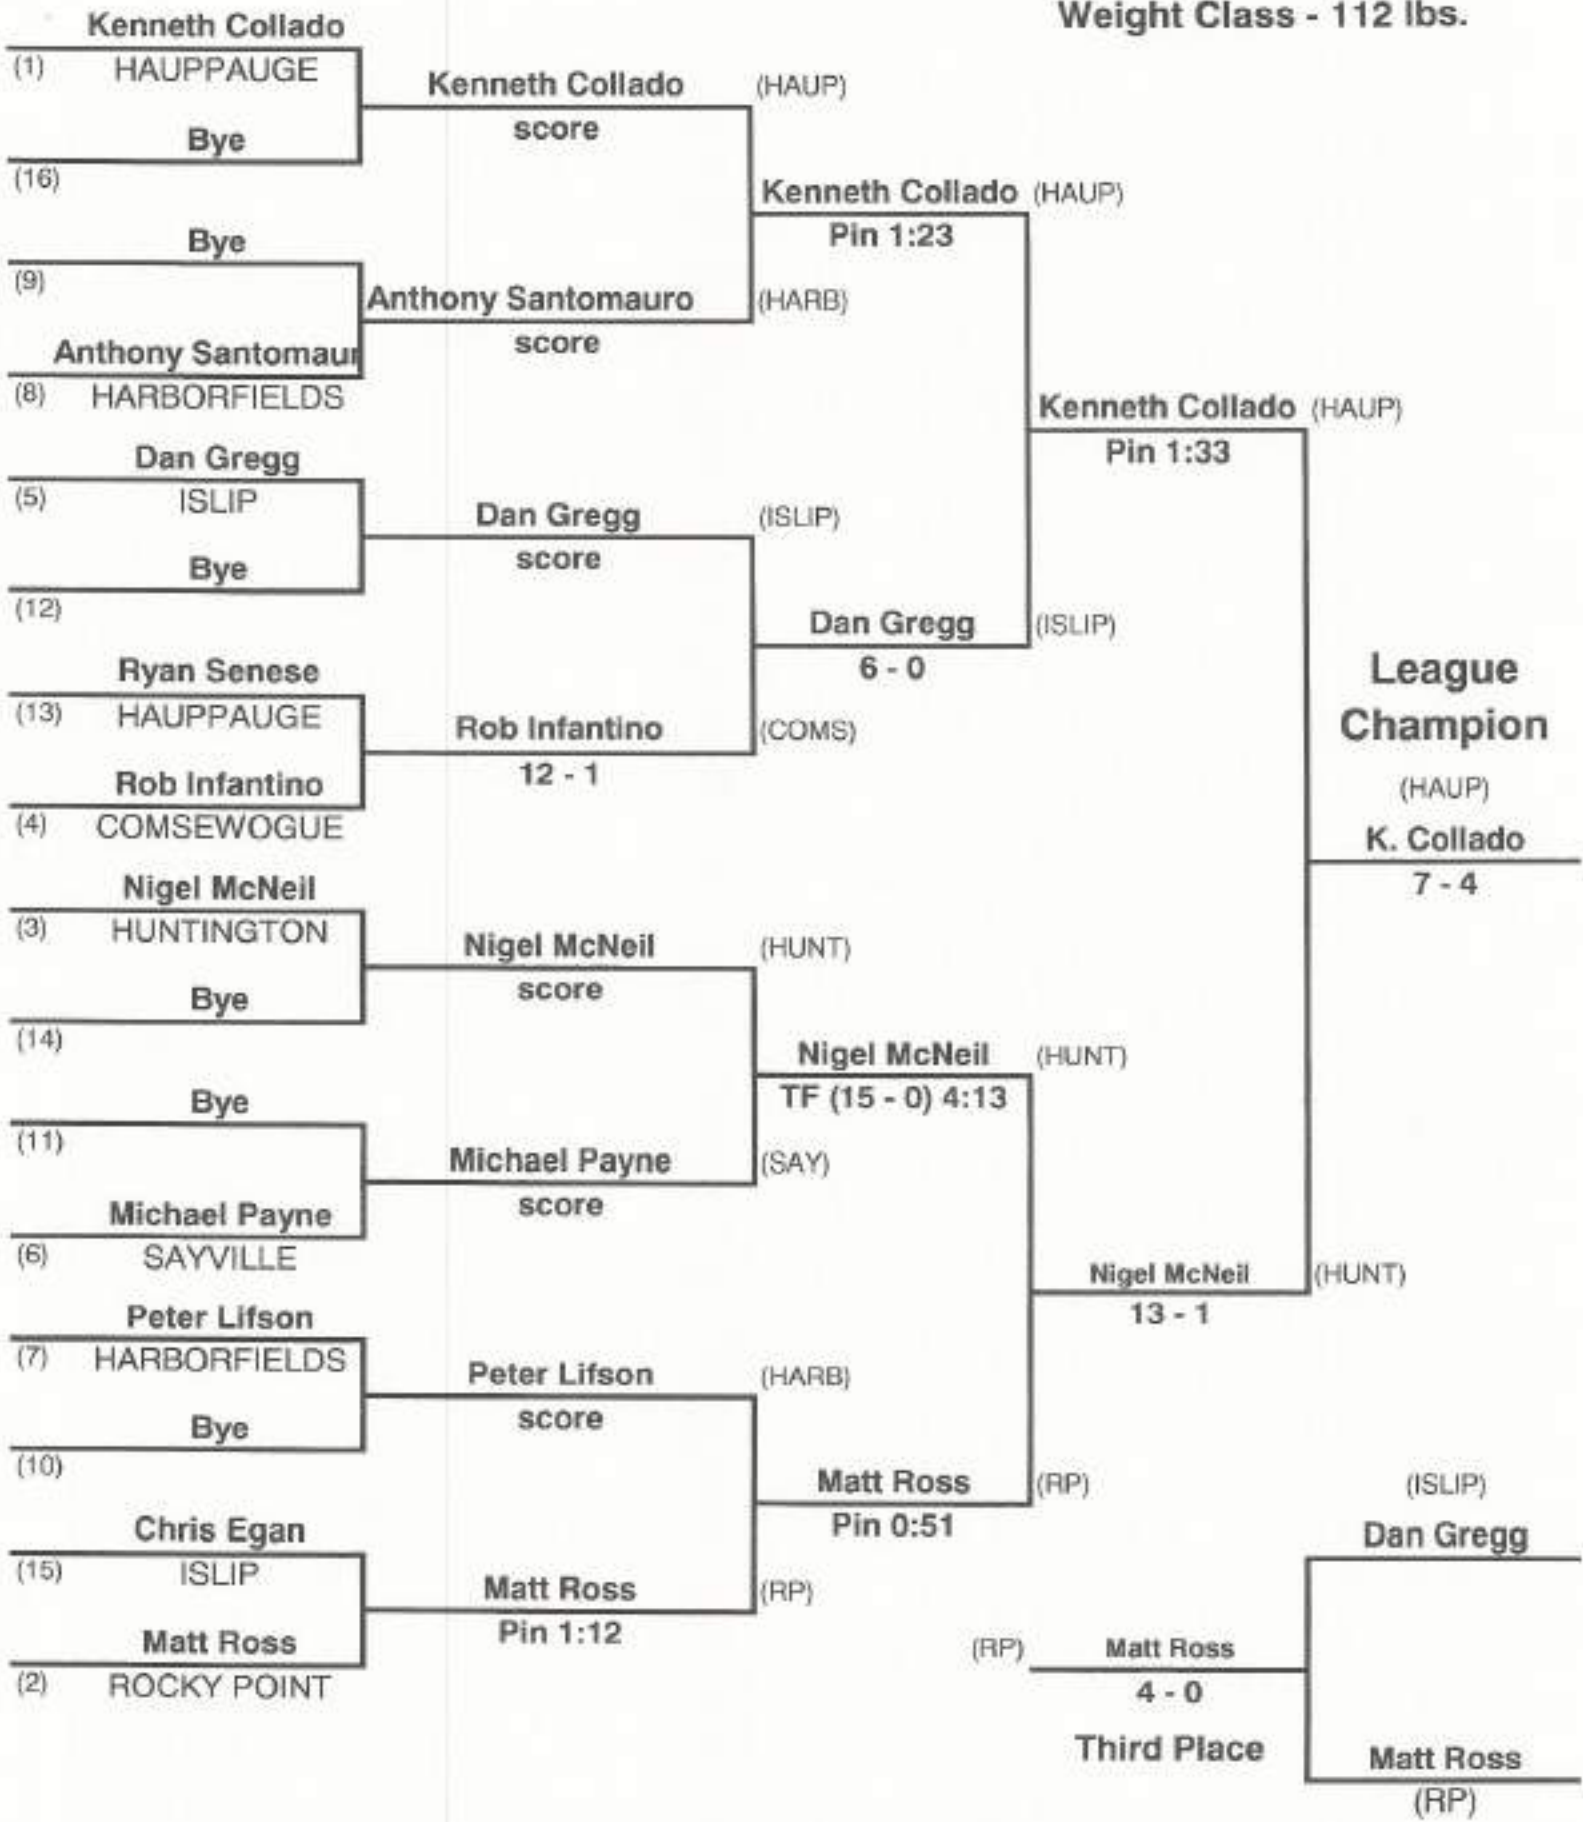 Weight Class - 112 lbs.
Kenneth Collado
(1) HAUPPAUGE
Bye
(16)
Bye
(9)
Anthony Santomaur
(8) HARBORFIELDS
Dan Gregg
(5) ISLIP
Bye
(12)
Ryan Senese
(13) HAUPPAUGE
Rob Infantino
(4) COMSEWOGUE
Nigel McNeil
(3) HUNTINGTON
Bye
(14)
Bye
(11)
Michael Payne
(6) SAYVILLE
Peter Lifson
(7) HARBORFIELDS
Bye
(10)
Chris Egan
(15) ISLIP
Matt Ross
(2) ROCKY POINT
Kenneth Collado (HAUP)
score
Anthony Santomauro (HARB)
score
Dan Gregg (ISLIP)
score
Rob Infantino (COMS)
12 - 1
Nigel McNeil (HUNT)
score
Michael Payne (SAY)
score
Peter Lifson (HARB)
score
Matt Ross (RP)
Pin 1:12
Kenneth Collado (HAUP)
Pin 1:23
Dan Gregg (ISLIP)
6 - 0
Nigel McNeil (HUNT)
TF (15 - 0) 4:13
Matt Ross (RP)
Pin 0:51
Kenneth Collado (HAUP)
Pin 1:33
Nigel McNeil (HUNT)
13 - 1
League
Champion
(HAUP)
K. Collado
7 - 4
(ISLIP)
Dan Gregg
(RP) Matt Ross
4 - 0
Third Place
Matt Ross
(RP)